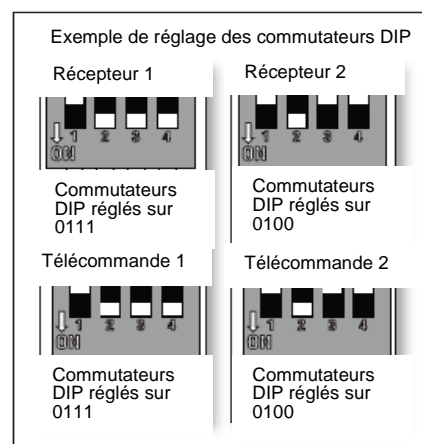 Exemple de réglage des commutateurs DIP
Récepteur 1
1 2 3 4
ON
Commutateurs
DIP réglés sur
0111
Récepteur 2
1 2 3 4
ON
Commutateurs
DIP réglés sur
0100
Télécommande 1
1 2 3 4
ON
Commutateurs
DIP réglés sur
0111
Télécommande 2
1 2 3 4
ON
Commutateurs
DIP réglés sur
0100